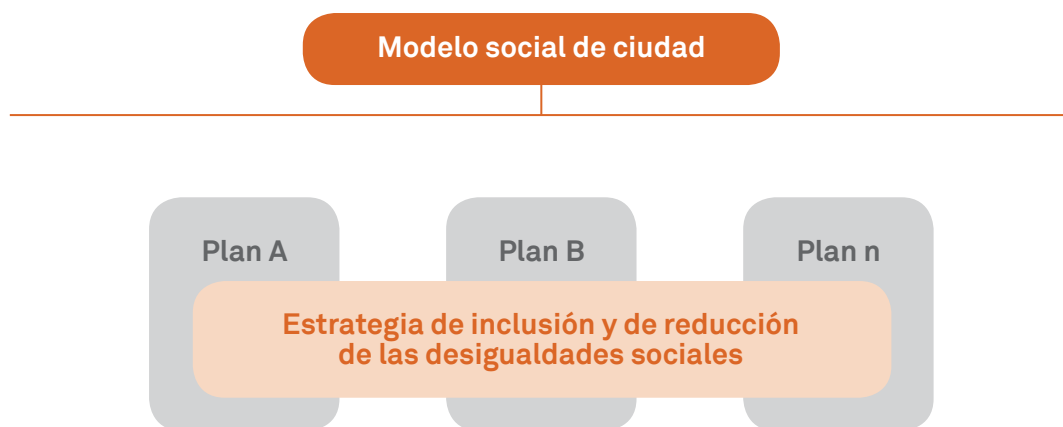 Modelo social de ciudad
Plan A
Plan B
Plan n
Estrategia de inclusión y de reducción
de las desigualdades sociales